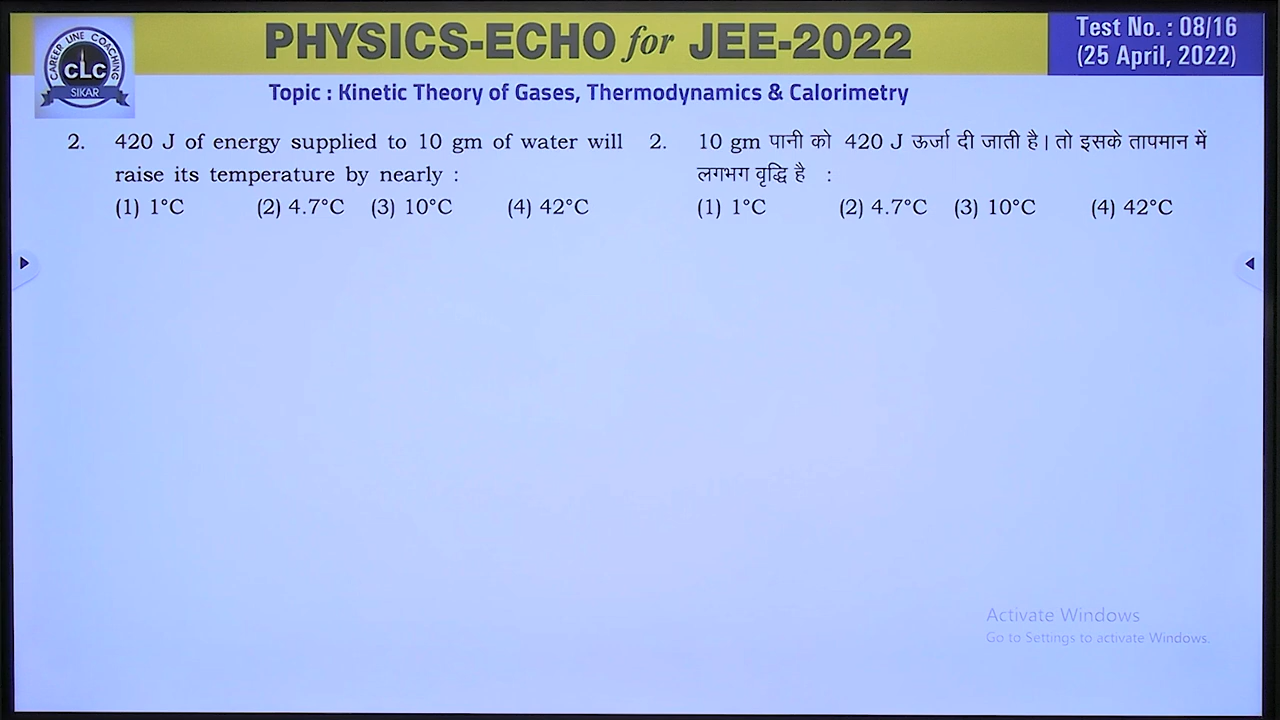 CAREER LINE COACHING
CLC
SIKAR
PHYSICS-ECHO for JEE-2022
Test No. : 08/16
(25 April, 2022)
Topic : Kinetic Theory of Gases, Thermodynamics & Calorimetry
2. 420 J of energy supplied to 10 gm of water will
raise its temperature by nearly :
(1) 1°C (2) 4.7°C (3) 10°C (4) 42°C
2. 10 gm पानी को 420 J ऊर्जा दी जाती है। तो इसके तापमान में
लगभग वृद्धि है :
(1) 1°C (2) 4.7°C (3) 10°C (4) 42°C
Activate Windows
Go to Settings to activate Windows.